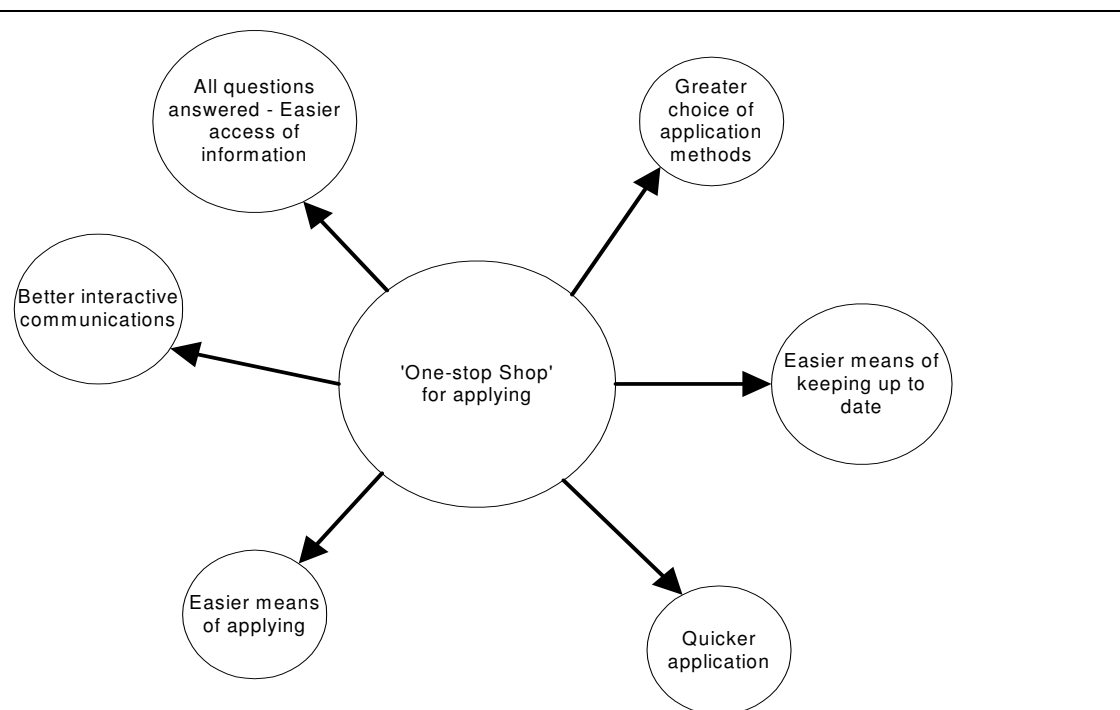 All questions
answered - Easier
access of
information
Greater
choice of
application
methods
Better interactive
communications
'One-stop Shop'
for applying
Easier means of
keeping up to
date
Easier means
of applying
Quicker
application